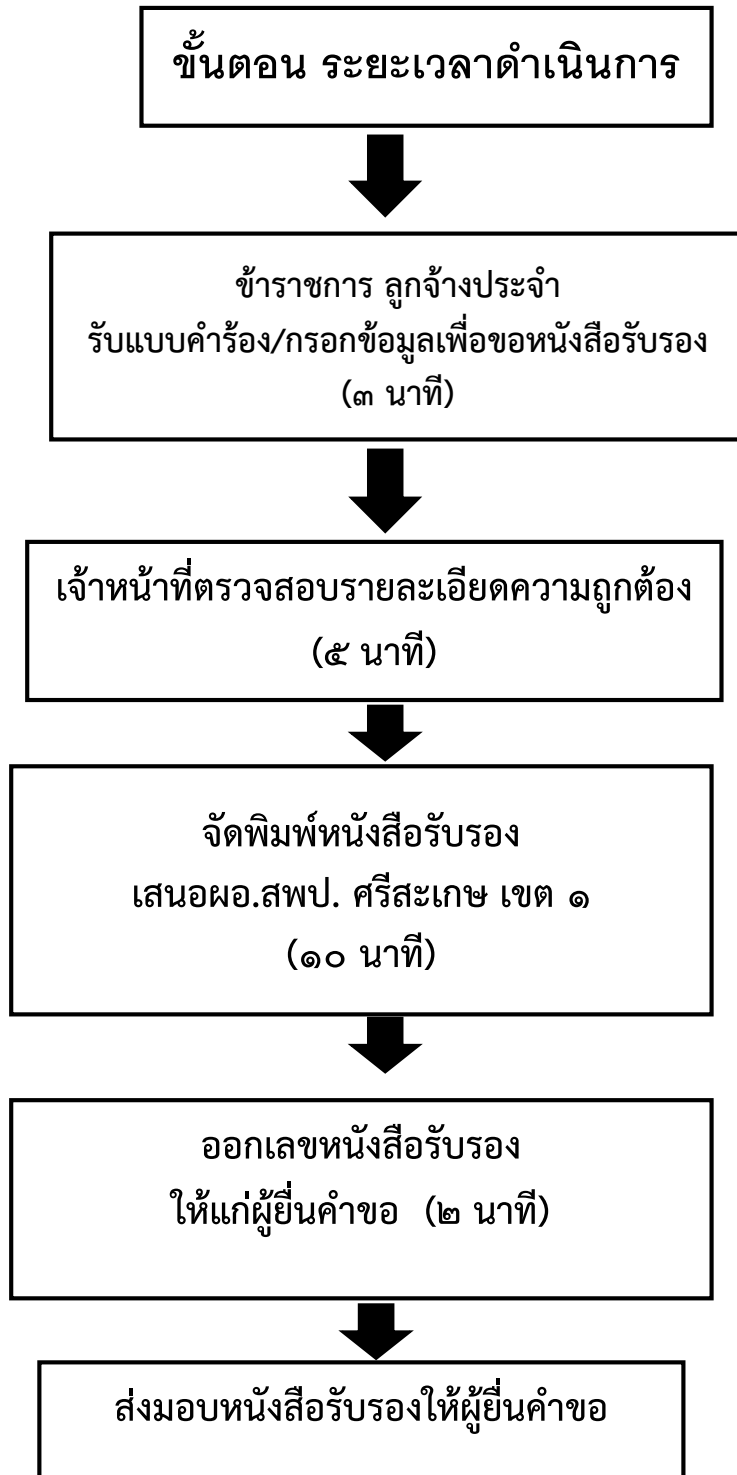 ขั้นตอน ระยะเวลาดำเนินการ
ข้าราชการ ลูกจ้างประจำ
รับแบบคำร้อง/กรอกข้อมูลเพื่อขอหนังสือรับรอง
(๓ นาที)
เจ้าหน้าที่ตรวจสอบรายละเอียดความถูกต้อง
(๕ นาที)
จัดพิมพ์หนังสือรับรอง
เสนอผอ.สพป. ศรีสะเกษ เขต ๑
(๑๐ นาที)
ออกเลขหนังสือรับรอง
ให้แก่ผู้ยื่นคำขอ (๒ นาที)
ส่งมอบหนังสือรับรองให้ผู้ยื่นคำขอ